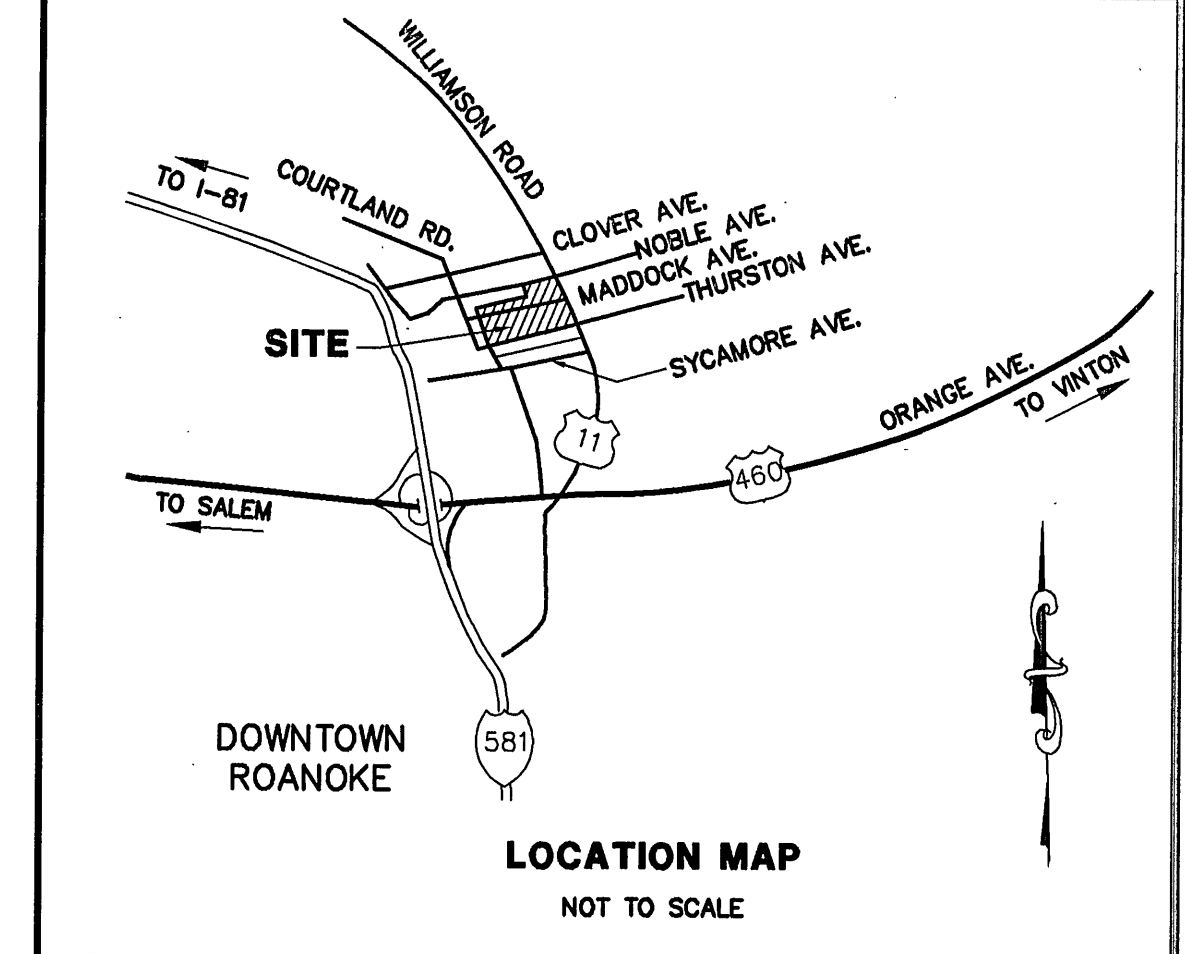 WILLIAMSON ROAD
TO I-81
COURTLAND RD.
CLOVER AVE.
NOBLE AVE.
MADDOCK AVE.
THURSTON AVE.
SITE
SYCAMORE AVE.
ORANGE AVE.
TO VINTON
11
460
TO SALEM
DOWNTOWN
ROANOKE
581
LOCATION MAP
NOT TO SCALE